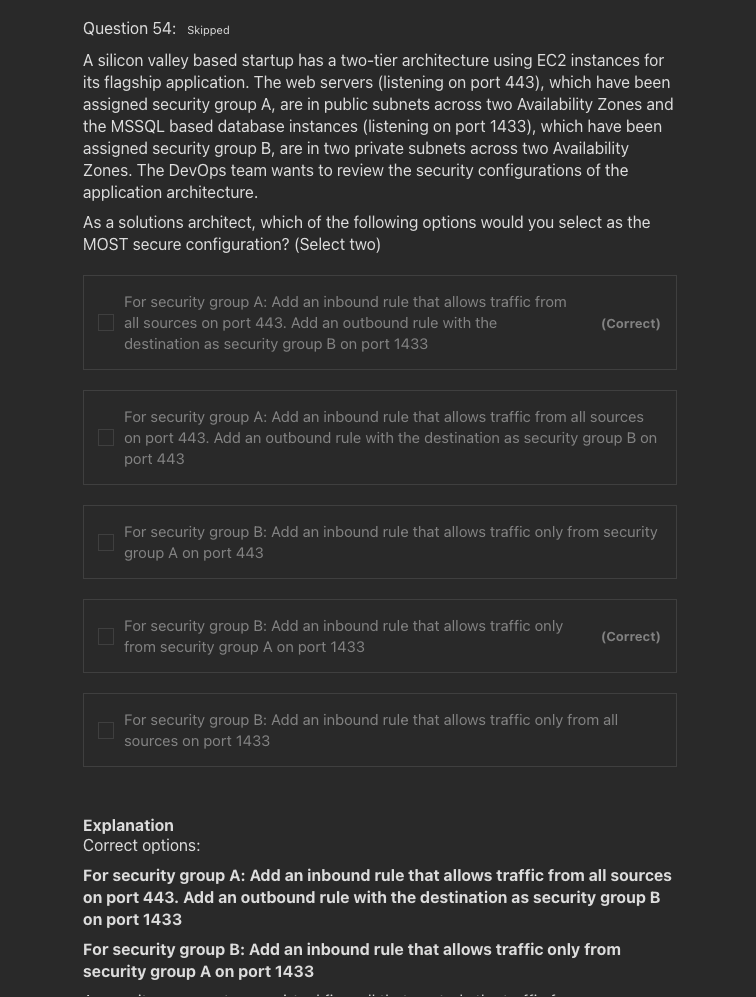 Question 54: Skipped
A silicon valley based startup has a two-tier architecture using EC2 instances for
its flagship application. The web servers (listening on port 443), which have been
assigned security group A, are in public subnets across two Availability Zones and
the MSSQL based database instances (listening on port 1433), which have been
assigned security group B, are in two private subnets across two Availability
Zones. The DevOps team wants to review the security configurations of the
application architecture.
As a solutions architect, which of the following options would you select as the
MOST secure configuration? (Select two)
For security group A: Add an inbound rule that allows traffic from
all sources on port 443. Add an outbound rule with the
destination as security group B on port 1433
(Correct)
For security group A: Add an inbound rule that allows traffic from all sources
on port 443. Add an outbound rule with the destination as security group B on
port 443
For security group B: Add an inbound rule that allows traffic only from security
group A on port 443
For security group B: Add an inbound rule that allows traffic only
from security group A on port 1433
(Correct)
For security group B: Add an inbound rule that allows traffic only from all
sources on port 1433
Explanation
Correct options:
For security group A: Add an inbound rule that allows traffic from all sources
on port 443. Add an outbound rule with the destination as security group B
on port 1433
For security group B: Add an inbound rule that allows traffic only from
security group A on port 1433